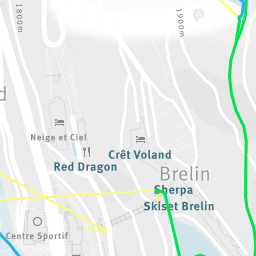 1800m
1900m
d
Neige et Ciel
Crêt Voland
Red Dragon
Brelin
Sherpa
Skiset Brelin
Centre Sportif